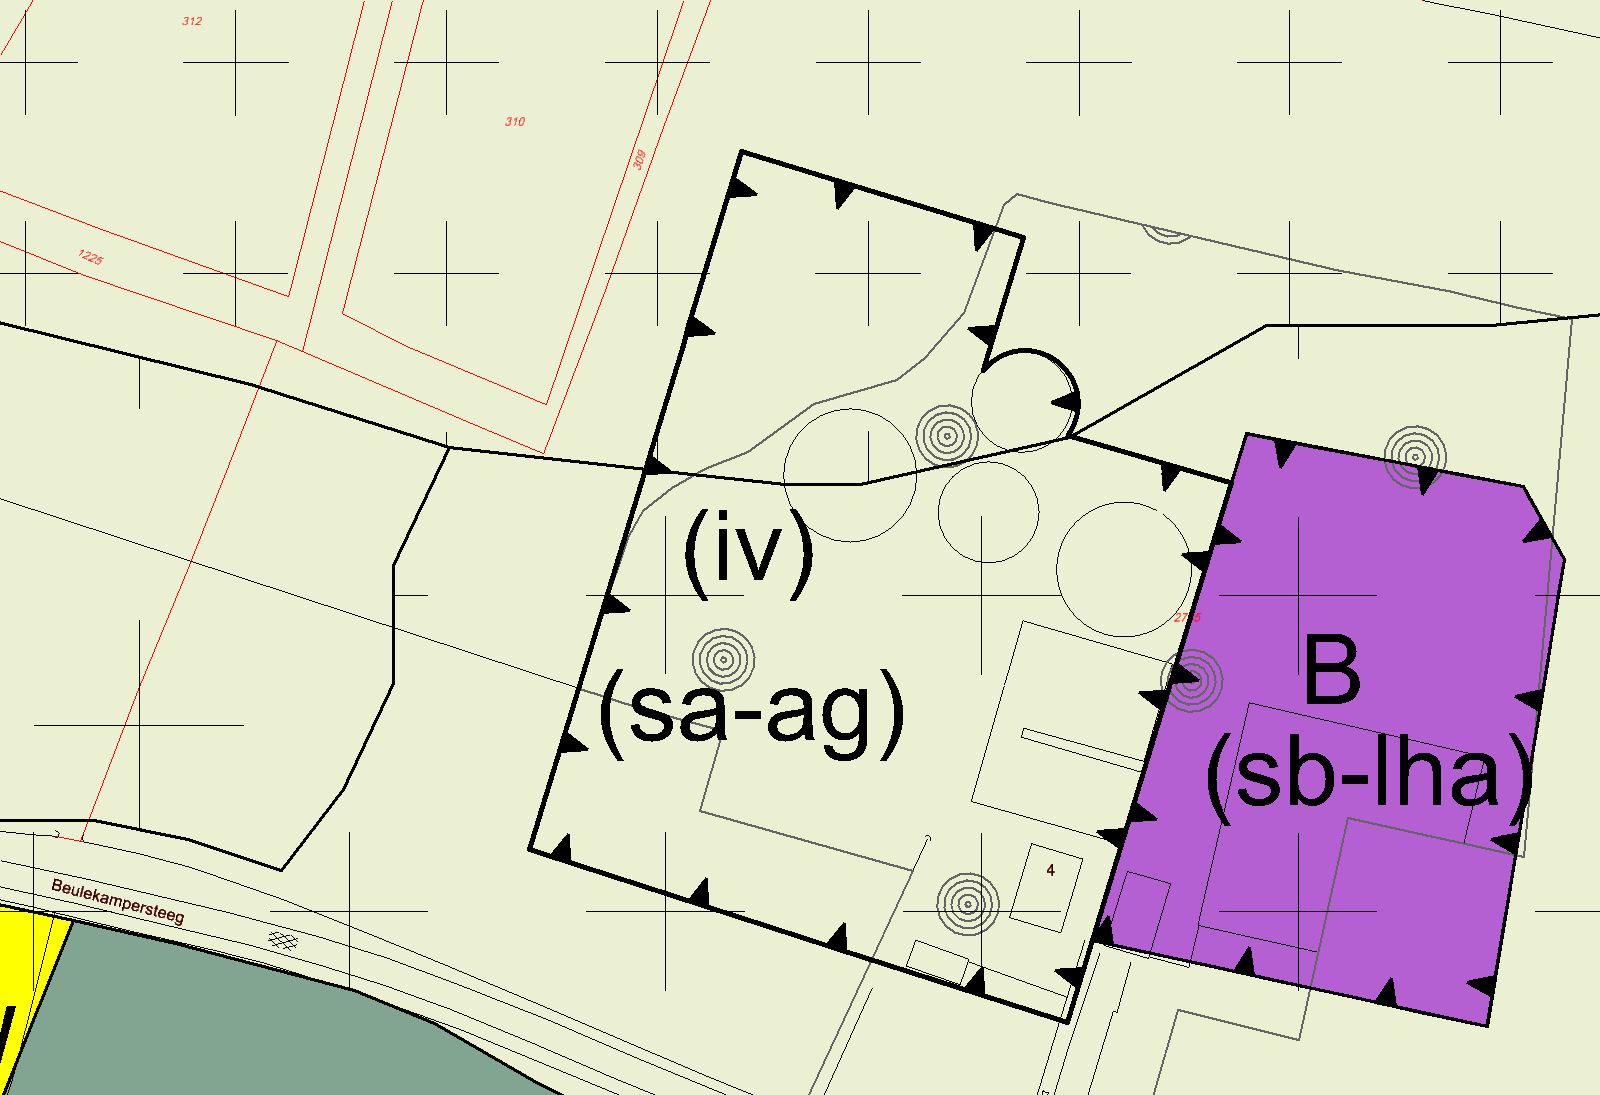 312
310
309
1225
(iv)
(sa-ag)
B
(sb-lha)
4
Beulekampersteeg